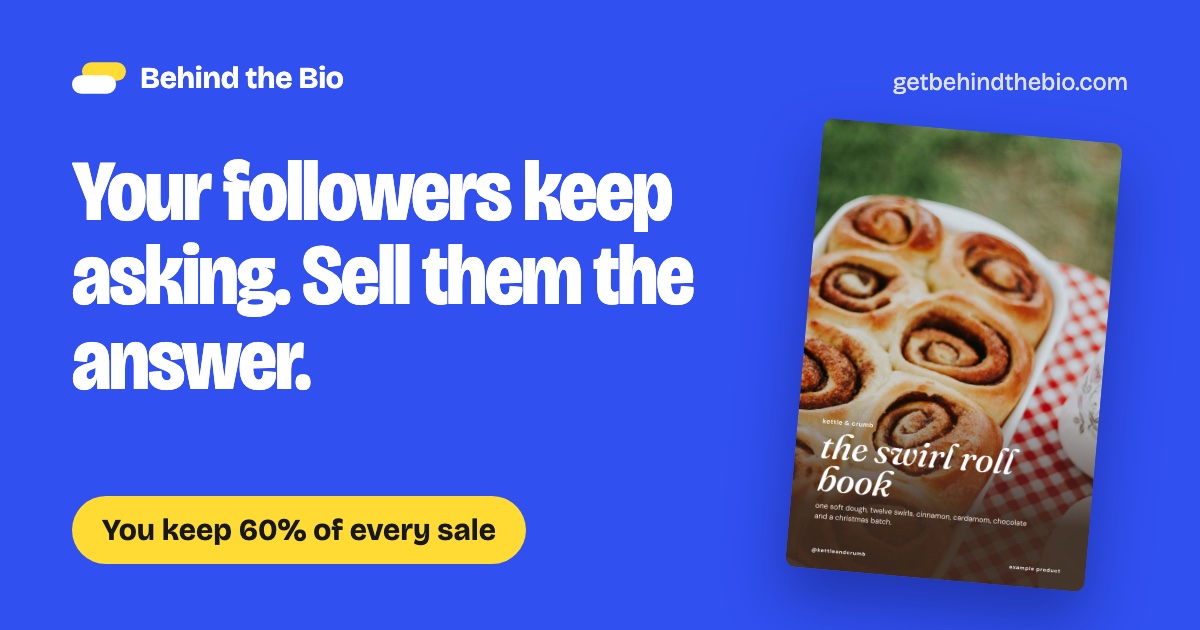 Behind the Bio
getbehindthebio.com
Your followers keep
asking. Sell them the
answer.
You keep 60% of every sale
kettle & crumb
the swirl roll
book
one soft dough, twelve swirls. cinnamon, cardamom, chocolate
and a christmas batch.
@kettleandcrumb
example product